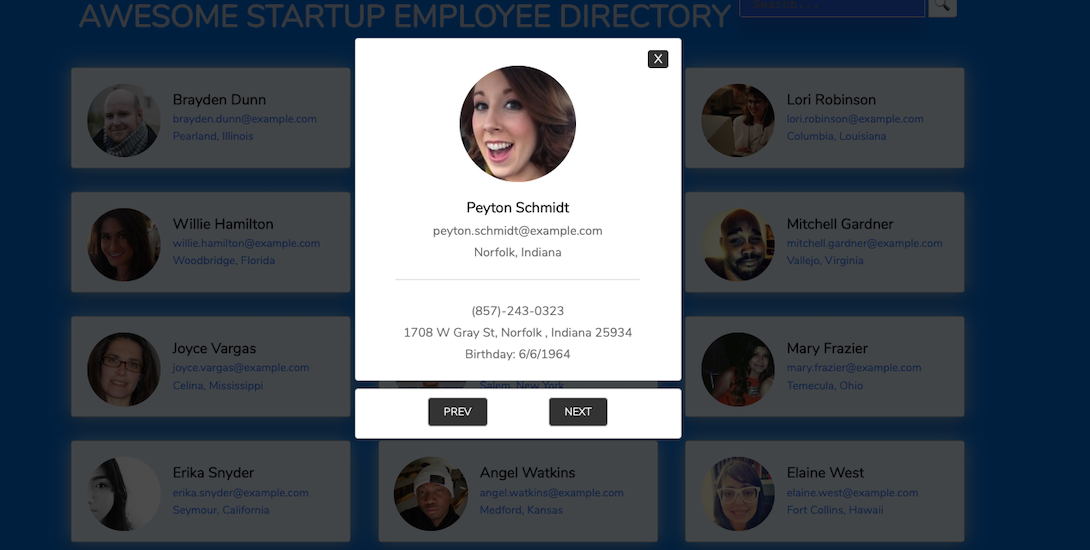 AWESOME STARTUP EMPLOYEE DIRECTORY
X
Brayden Dunn
brayden.dunn@example.com
Pearland, Illinois
Peyton Schmidt
peyton.schmidt@example.com
Norfolk, Indiana
(857)-243-0323
1708 W Gray St, Norfolk , Indiana 25934
Birthday: 6/6/1964
PREV
NEXT
Lori Robinson
lori.robinson@example.com
Columbia, Louisiana
Willie Hamilton
willie.hamilton@example.com
Woodbridge, Florida
Mitchell Gardner
mitchell.gardner@example.com
Vallejo, Virginia
Joyce Vargas
joyce.vargas@example.com
Celina, Mississippi
Salem, New York
Mary Frazier
mary.frazier@example.com
Temecula, Ohio
Erika Snyder
erika.snyder@example.com
Seymour, California
Angel Watkins
angel.watkins@example.com
Medford, Kansas
Elaine West
elaine.west@example.com
Fort Collins, Hawaii